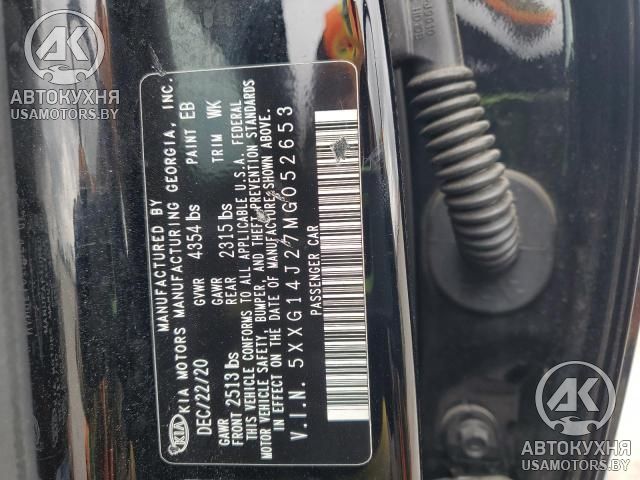 AK
АВТОКУХНЯ
USAMOTORS.BY
MANUFACTURED BY
KIA MOTORS MANUFACTURING GEORGIA, INC.
KIA
DEC/22/20
GVWR
4354 lbs
PAINT EB
GAWR
FRONT 2513 lbs
GAWR
REAR 2315 lbs
TRIM WK
THIS VEHICLE CONFORMS TO ALL APPLICABLE U.S.A. FEDERAL
MOTOR VEHICLE SAFETY, BUMPER, AND THEFT PREVENTION STANDARDS
IN EFFECT ON THE DATE OF MANUFACTURE SHOWN ABOVE.
V.I.N. 5XXG14J27MG052653
PASSENGER CAR
AK
АВТОКУХНЯ
USAMOTORS.BY